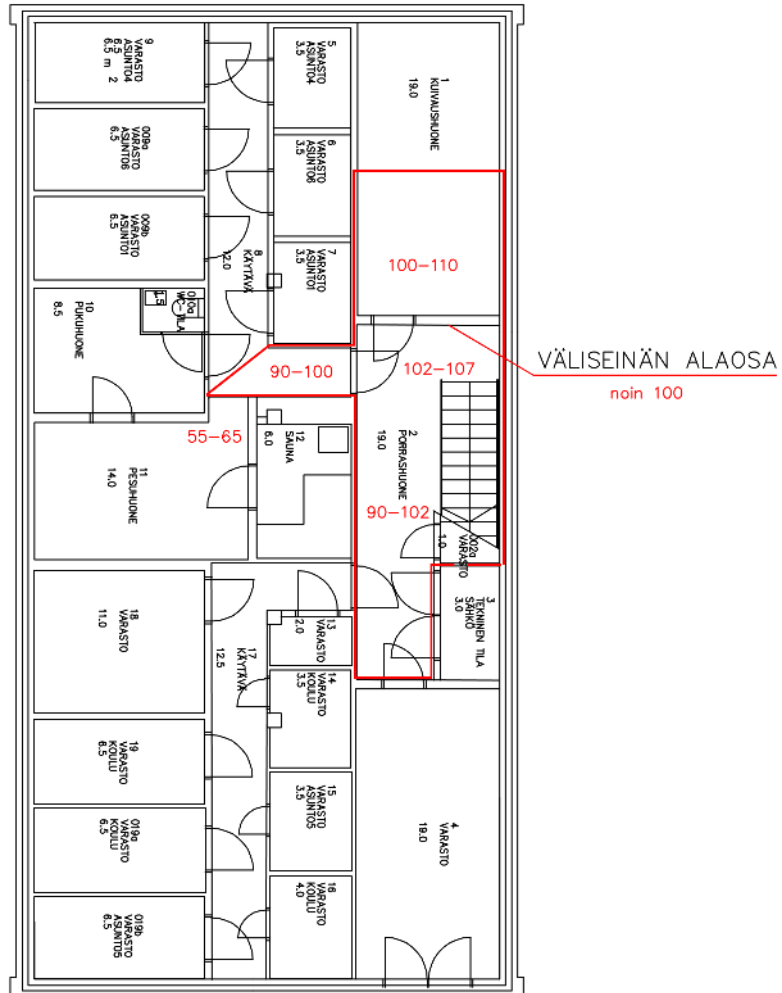 9
VARASTO
ASUNTO4
6.5
6.5 m 2
5
VARASTO
ASUNTO4
3.5
1
KUIVAUSHUONE
19.0
009a
VARASTO
ASUNTO6
6.5
6
VARASTO
ASUNTO6
3.5
009b
VARASTO
ASUNTO1
6.5
8
KÄYTÄVÄ
12.0
7
VARASTO
ASUNTO1
3.5
100-110
10
PUKUHUONE
8.5
010a
WC-TILA
1.5
90-100
102-107
VÄLISEINÄN ALAOSA
noin 100
55-65
11
PESUHUONE
14.0
12
SAUNA
6.0
2
PORRASHUONE
19.0
90-102
002a
VARASTO
1.0
3
TEKNINEN TILA
SÄHKÖ
3.0
18
VARASTO
11.0
17
KÄYTÄVÄ
12.5
13
VARASTO
2.0
14
VARASTO
KOULU
3.5
19
VARASTO
KOULU
6.5
15
VARASTO
ASUNTO5
3.5
4
VARASTO
19.0
019a
VARASTO
KOULU
6.5
16
VARASTO
KOULU
4.0
019b
VARASTO
ASUNTO5
6.5